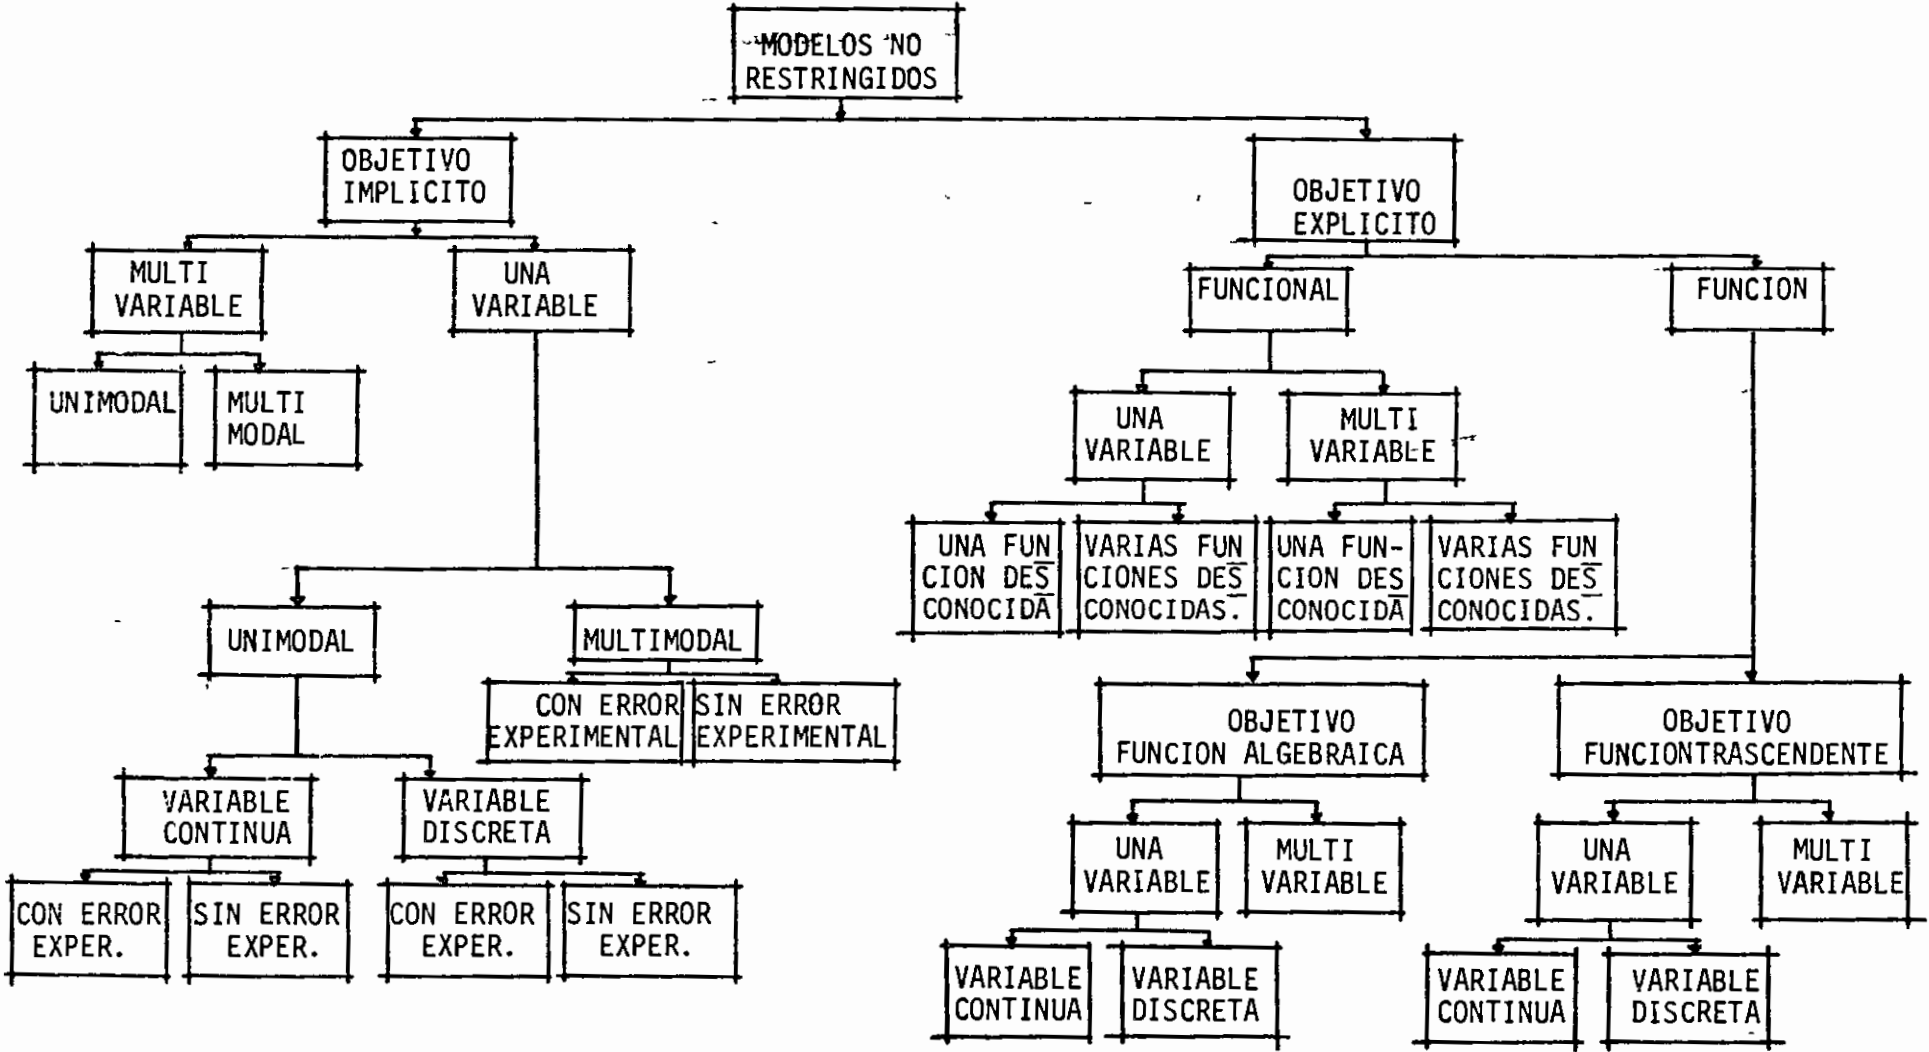 MODELOS NO
RESTRINGIDOS
OBJETIVO
IMPLICITO
OBJETIVO
EXPLICITO
MULTI
VARIABLE
UNA
VARIABLE
FUNCIONAL
FUNCION
UNIMODAL
MULTI
MODAL
UNA
VARIABLE
MULTI
VARIABLE
UNA FUN
CION DES
CONOCIDA
VARIAS FUN
CIONES DES
CONOCIDAS.
UNA FUN-
CION DES
CONOCIDA
VARIAS FUN
CIONES DES
CONOCIDAS.
UNIMODAL
MULTIMODAL
CON ERROR
EXPERIMENTAL
SIN ERROR
EXPERIMENTAL
OBJETIVO
FUNCION ALGEBRAICA
OBJETIVO
FUNCIONTRASCENDENTE
VARIABLE
CONTINUA
VARIABLE
DISCRETA
UNA
VARIABLE
MULTI
VARIABLE
UNA
VARIABLE
MULTI
VARIABLE
CON ERROR
EXPER.
SIN ERROR
EXPER.
CON ERROR
EXPER.
SIN ERROR
EXPER.
VARIABLE
CONTINUA
VARIABLE
DISCRETA
VARIABLE
CONTINUA
VARIABLE
DISCRETA